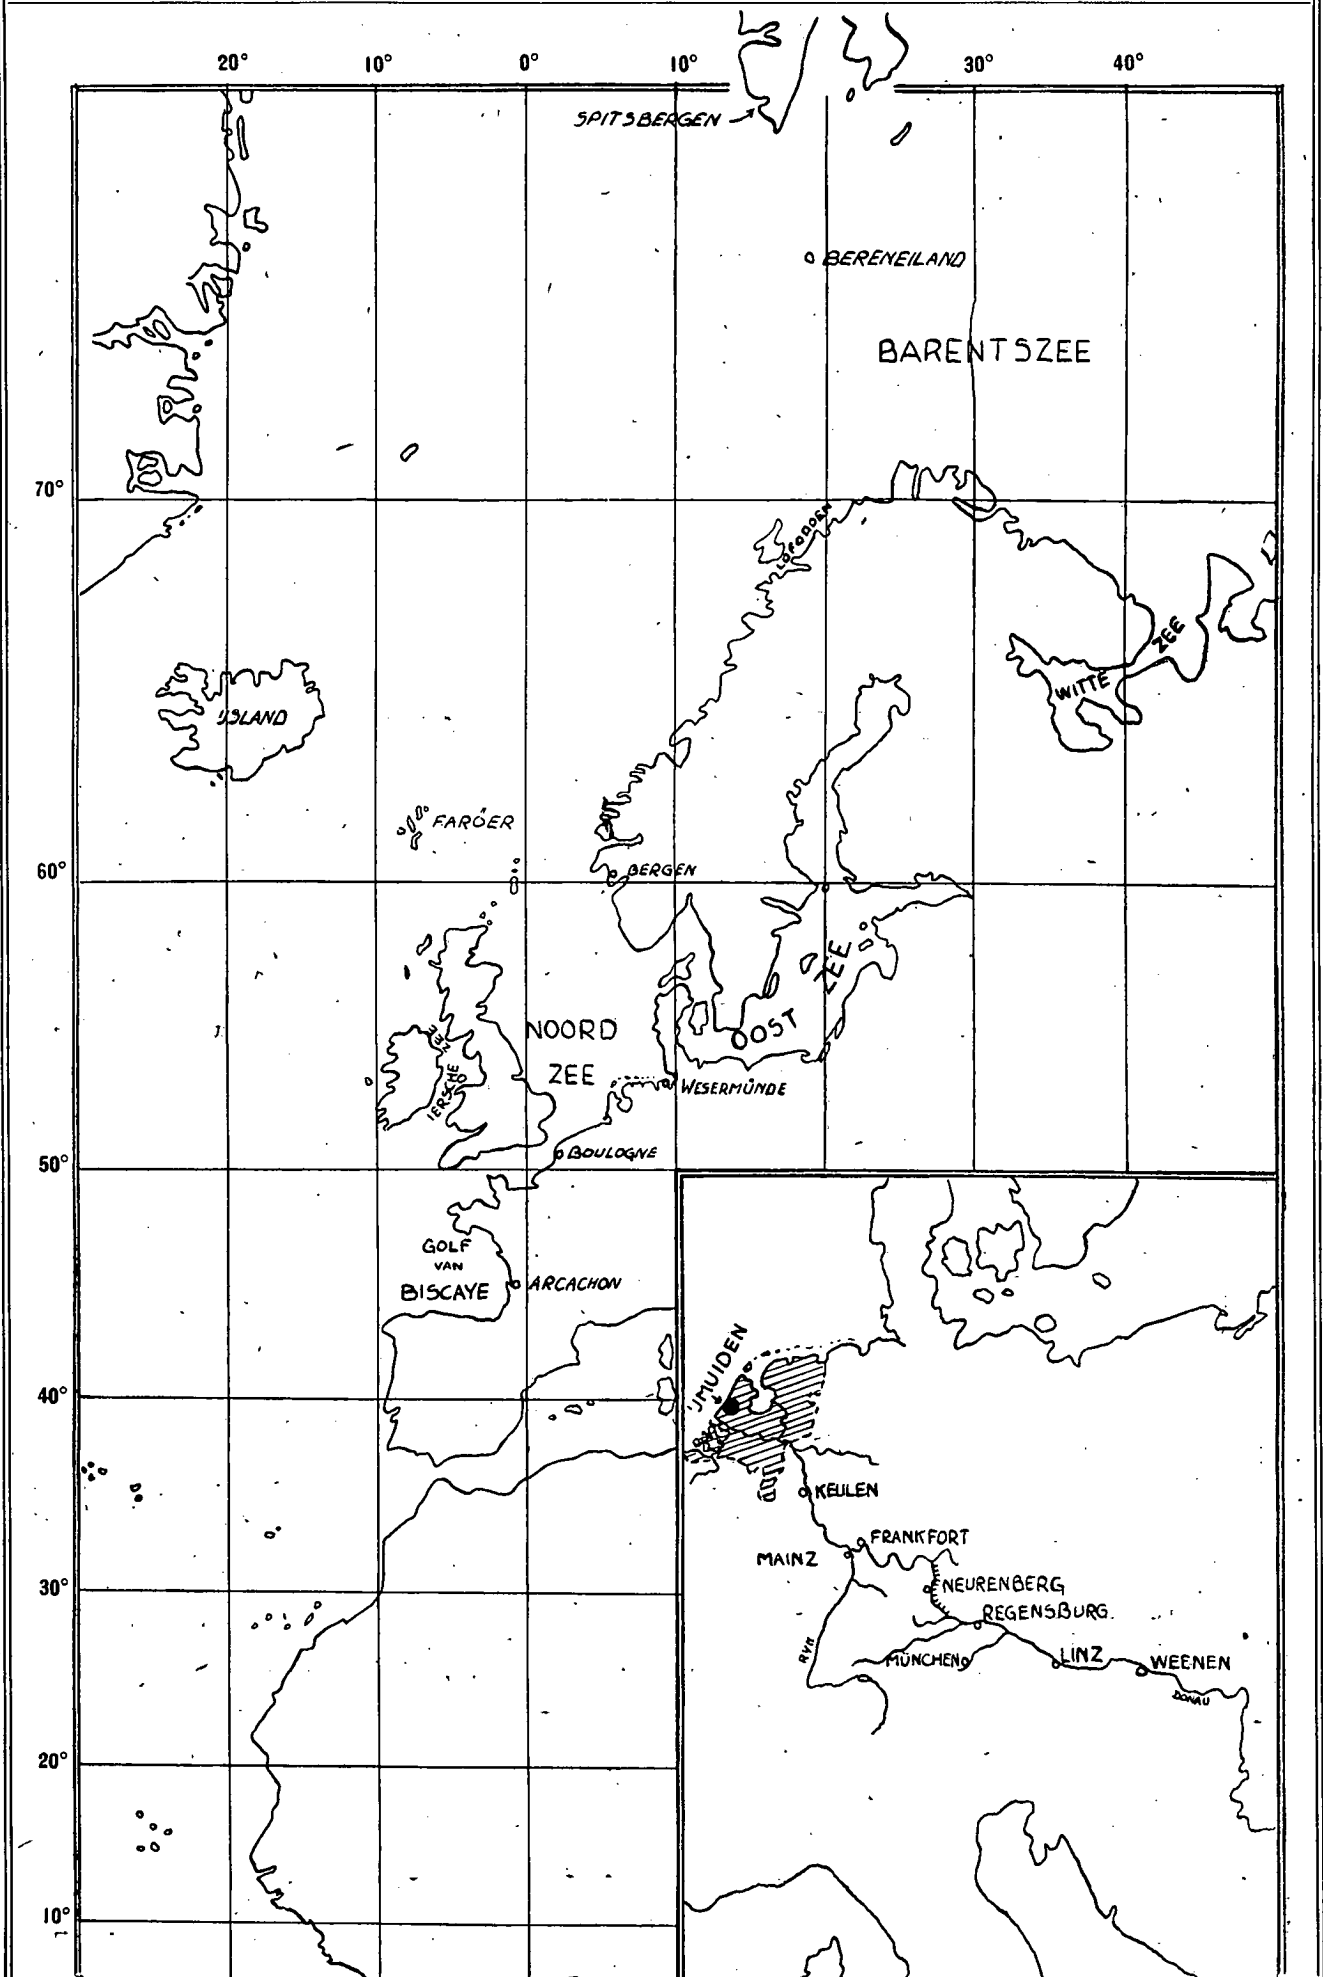 20° 10° 0° 10° 30° 40°
SPITSBERGEN
BERENEILAND
BARENTSZEE
70°
LOFODDEN
WITTE ZEE
IJSLAND
FARÖER
60°
BERGEN
OOST ZEE
NOORD
ZEE
IERSCHE ZEE
WESERMÜNDE
BOULOGNE
50°
GOLF
VAN
BISCAYE
ARCACHON
IJMUIDEN
40°
KEULEN
FRANKFORT
MAINZ
30°
NEURENBERG
REGENSBURG.
RYN
MÜNCHEN
LINZ
WEENEN
DONAU
20°
10°